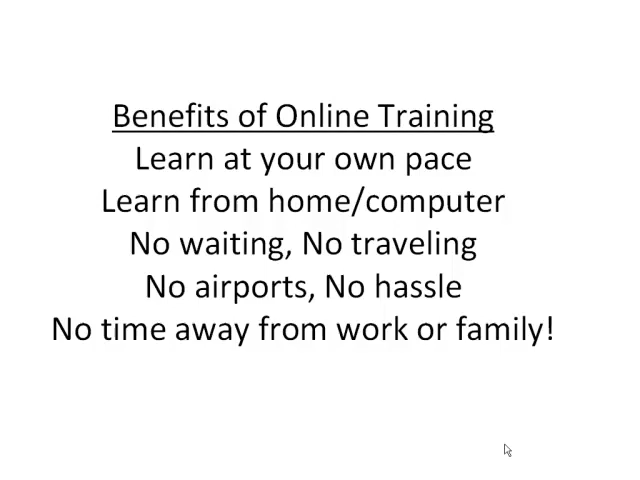 Benefits of Online Training
Learn at your own pace
Learn from home/computer
No waiting, No traveling
No airports, No hassle
No time away from work or family!